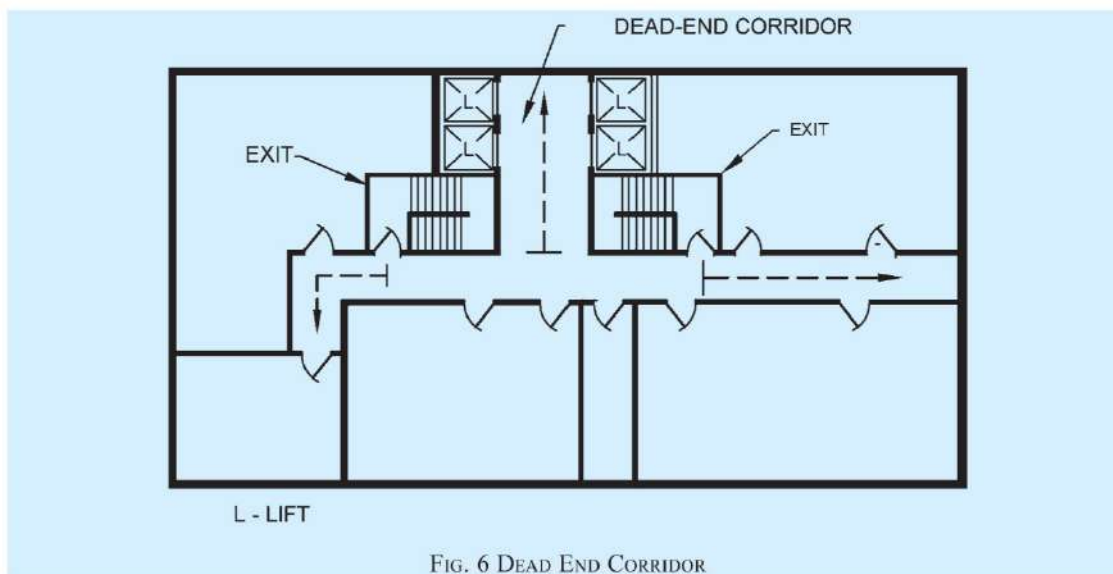 DEAD-END CORRIDOR
L
L
L
L
EXIT
EXIT
L - LIFT
FIG. 6 DEAD END CORRIDOR